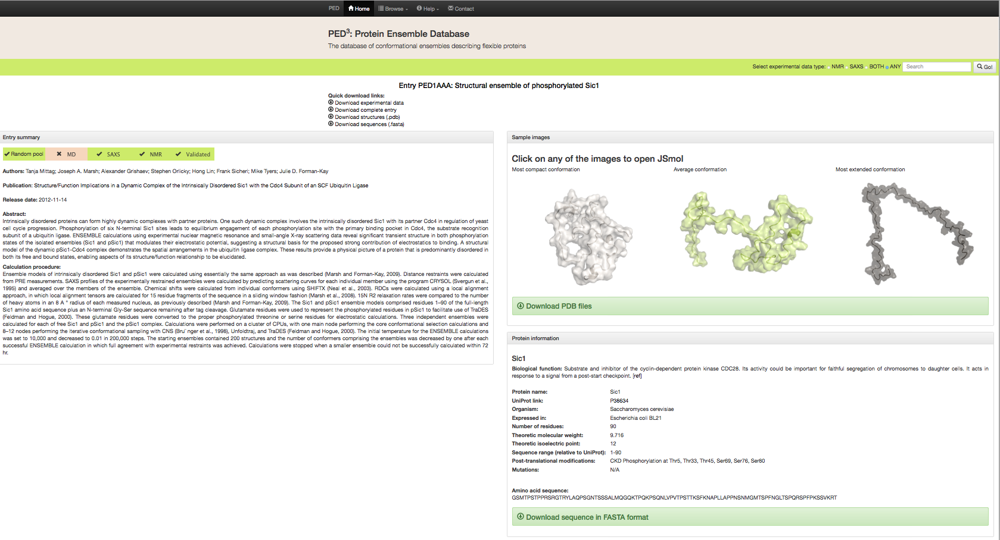 PED Home Browse Help Contact
PED3: Protein Ensemble Database
The database of conformational ensembles describing flexible proteins
Select experimental data type: NMR SAXS BOTH ANY Search Go!
Entry PED1AAA: Structural ensemble of phosphorylated Sic1
Quick download links:
Download experimental data
Download complete entry
Download structures (.pdb)
Download sequences (.fasta)
Entry summary
Random pool MD SAXS NMR Validated
Authors: Tanja Mittag; Joseph A. Marsh; Alexander Grishaev; Stephen Orlicky; Hong Lin; Frank Sicheri; Mike Tyers; Julie D. Forman-Kay
Publication: Structure/Function Implications in a Dynamic Complex of the Intrinsically Disordered Sic1 with the Cdc4 Subunit of an SCF Ubiquitin Ligase
Release date: 2012-11-14
Abstract:
Intrinsically disordered proteins can form highly dynamic complexes with partner proteins. One such dynamic complex involves the intrinsically disordered Sic1 with its partner Cdc4 in regulation of yeast
cell cycle progression. Phosphorylation of six N-terminal Sic1 sites leads to equilibrium engagement of each phosphorylation site with the primary binding pocket in Cdc4, the substrate recognition
subunit of a ubiquitin ligase. ENSEMBLE calculations using experimental nuclear magnetic resonance and small-angle X-ray scattering data reveal significant transient structure in both phosphorylation
states of the isolated ensembles (Sic1 and pSic1) that modulates their electrostatic potential, suggesting a structural basis for the proposed strong contribution of electrostatics to binding. A structural
model of the dynamic pSic1-Cdc4 complex demonstrates the spatial arrangements in the ubiquitin ligase complex. These results provide a physical picture of a protein that is predominantly disordered in
both its free and bound states, enabling aspects of its structure/function relationship to be elucidated.
Calculation procedure:
Ensemble models of intrinsically disordered Sic1 and pSic1 were calculated using essentially the same approach as was described (Marsh and Forman-Kay, 2009). Distance restraints were calculated
from PRE measurements. SAXS profiles of the experimentally restrained ensembles were calculated by predicting scattering curves for each individual member using the program CRYSOL (Svergun et al.,
1995) and averaged over the members of the ensemble. Chemical shifts were calculated from individual conformers using SHIFTX (Neal et al., 2003). RDCs were calculated using a local alignment
approach, in which local alignment tensors are calculated for 15 residue fragments of the sequence in a sliding window fashion (Marsh et al., 2008). 15N R2 relaxation rates were compared to the number
of heavy atoms in an 8 A ° radius of each measured nucleus, as previously described (Marsh and Forman-Kay, 2009). The Sic1 and pSic1 ensemble models comprised residues 1–90 of the full-length
Sic1 amino acid sequence plus an N-terminal Gly-Ser sequence remaining after tag cleavage. Glutamate residues were used to represent the phosphorylated residues in pSic1 to facilitate use of TraDES
(Feldman and Hogue, 2000). These glutamate residues were converted to the proper phosphorylated threonine or serine residues for electrostatic calculations. Three independent ensembles were
calculated for each of free Sic1 and pSic1 and the pSic1 complex. Calculations were performed on a cluster of CPUs, with one main node performing the core conformational selection calculations and
8–12 nodes performing the iterative conformational sampling with CNS (Bru¨ nger et al., 1998), Unfoldtraj, and TraDES (Feldman and Hogue, 2000). The initial temperature for the ENSEMBLE calculations
was set to 10,000 and decreased to 0.01 in 200,000 steps. The starting ensembles contained 200 structures and the number of conformers comprising the ensembles was decreased by one after each
successful ENSEMBLE calculation in which full agreement with experimental restraints was achieved. Calculations were stopped when a smaller ensemble could not be successfully calculated within 72
hr.
Sample images
Click on any of the images to open JSmol
Most compact conformation Average conformation Most extended conformation
Download PDB files
Protein information
Sic1
Biological function: Substrate and inhibitor of the cyclin-dependent protein kinase CDC28. Its activity could be important for faithful segregation of chromosomes to daughter cells. It acts in
response to a signal from a post-start checkpoint. [ref]
Protein name: Sic1
UniProt link: P38634
Organism: Saccharomyces cerevisiae
Expressed in: Escherichia coli BL21
Number of residues: 90
Theoretic molecular weight: 9.716
Theoretic isoelectric point: 12
Sequence range (relative to UniProt): 1-90
Post-translational modifications: CKD Phosphorylation at Thr5, Thr33, Thr45, Ser69, Ser76, Ser80
Mutations: N/A
Amino acid sequence:
GSMTPSTPPRSRGTRYLAQPSGNTSSSALMQGQKTPQKPSQNLVPVTPSTTKSFKNAPLLAPPNSNMGMTSPFNGLTSPQRSPFPKSSVKRT
Download sequence in FASTA format